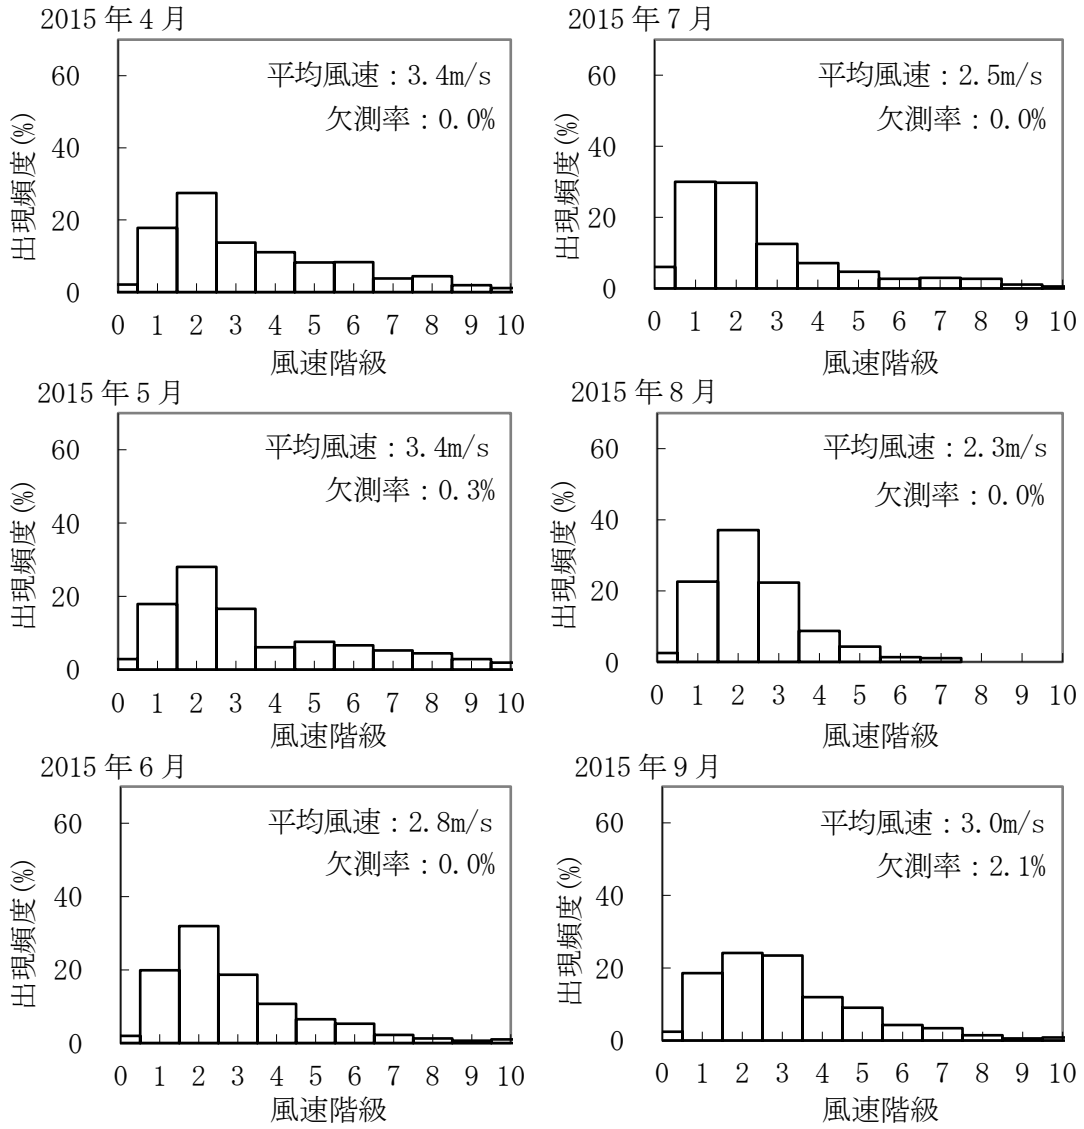 2015年4月
平均風速：3.4m/s
欠測率：0.0%
出現頻度(%)
60
40
20
0
0 1 2 3 4 5 6 7 8 9 10
風速階級
2015年5月
平均風速：3.4m/s
欠測率：0.3%
出現頻度(%)
60
40
20
0
0 1 2 3 4 5 6 7 8 9 10
風速階級
2015年6月
平均風速：2.8m/s
欠測率：0.0%
出現頻度(%)
60
40
20
0
0 1 2 3 4 5 6 7 8 9 10
風速階級
2015年7月
平均風速：2.5m/s
欠測率：0.0%
出現頻度(%)
60
40
20
0
0 1 2 3 4 5 6 7 8 9 10
風速階級
2015年8月
平均風速：2.3m/s
欠測率：0.0%
出現頻度(%)
60
40
20
0
0 1 2 3 4 5 6 7 8 9 10
風速階級
2015年9月
平均風速：3.0m/s
欠測率：2.1%
出現頻度(%)
60
40
20
0
0 1 2 3 4 5 6 7 8 9 10
風速階級